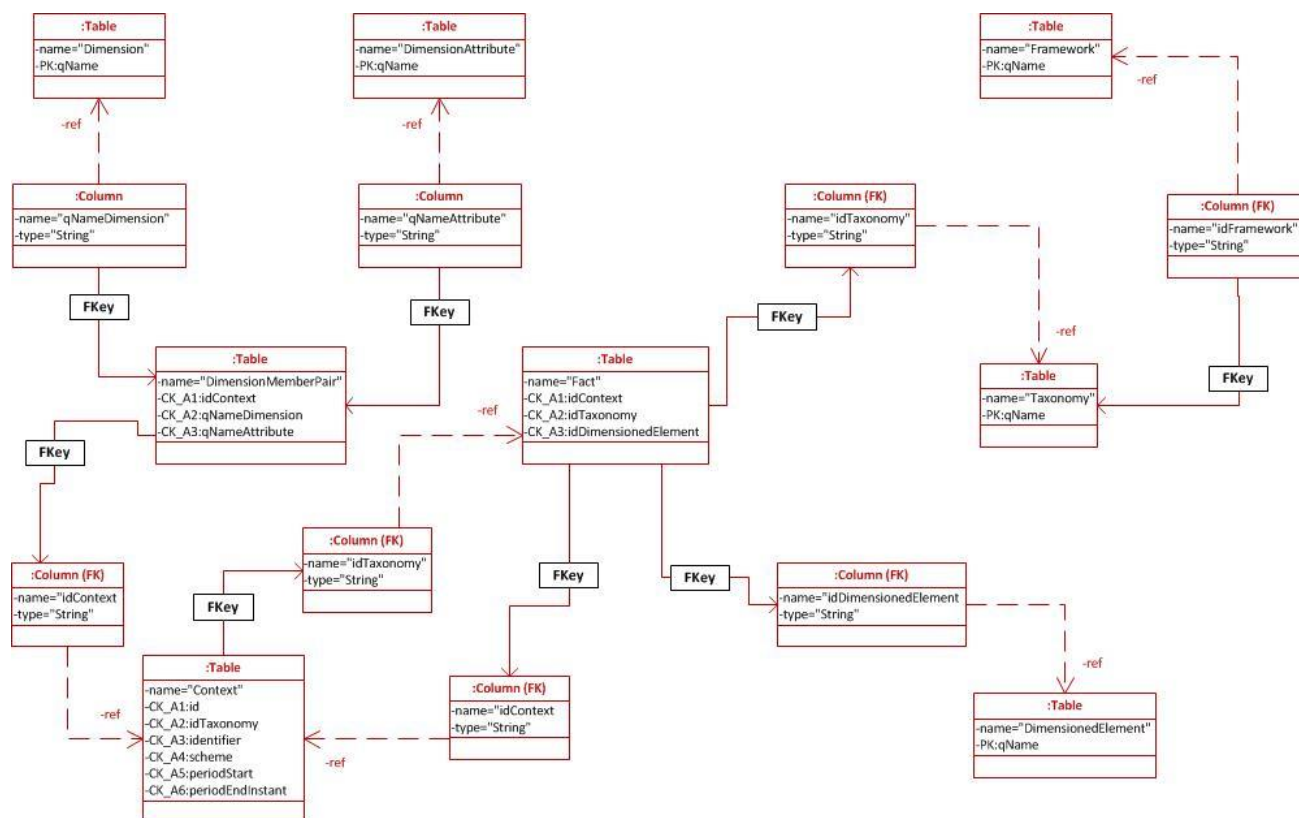 :Table
-name="Dimension"
-PK:qName
:Table
-name="DimensionAttribute"
-PK:qName
:Table
-name="Framework"
-PK:qName
-ref
-ref
-ref
:Column
-name="qNameDimension"
-type="String"
:Column
-name="qNameAttribute"
-type="String"
:Column (FK)
-name="idTaxonomy"
-type="String"
:Column (FK)
-name="idFramework"
-type="String"
FKey
FKey
FKey
-ref
:Table
-name="DimensionMemberPair"
-CK_A1:idContext
-CK_A2:qNameDimension
-CK_A3:qNameAttribute
:Table
-name="Fact"
-CK_A1:idContext
-CK_A2:idTaxonomy
-CK_A3:idDimensionedElement
:Table
-name="Taxonomy"
-PK:qName
FKey
-ref
FKey
:Column (FK)
-name="idTaxonomy"
-type="String"
:Column (FK)
-name="idContext
-type="String"
FKey
FKey
FKey
:Column (FK)
-name="idDimensionedElement
-type="String"
-ref
:Table
-name="Context"
-CK_A1:id
-CK_A2:idTaxonomy
-CK_A3:identifier
-CK_A4:scheme
-CK_A5:periodStart
-CK_A6:periodEndInstant
-ref
:Column (FK)
-name="idContext
-type="String"
-ref
:Table
-name="DimensionedElement"
-PK:qName